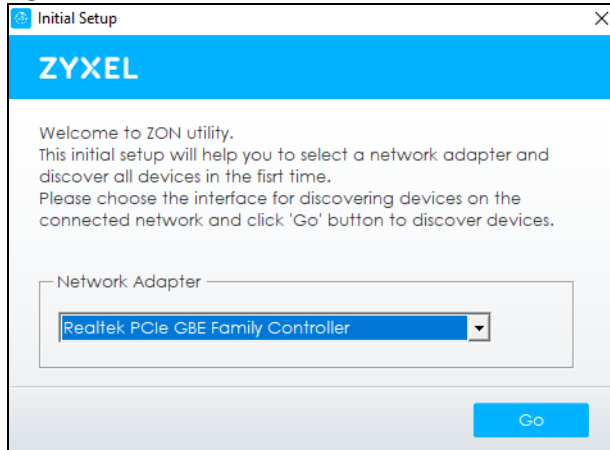 Initial Setup
ZYXEL
Welcome to ZON utility.
This initial setup will help you to select a network adapter and
discover all devices in the fisrt time.
Please choose the interface for discovering devices on the
connected network and click 'Go' button to discover devices.
Network Adapter
Realtek PCIe GBE Family Controller
Go